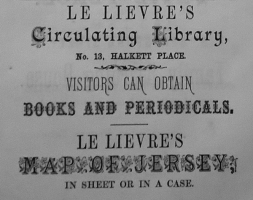 LE LIEVRE'S
Circulating Library,
No. 13, HALKETT PLACE.
VISITORS CAN OBTAIN
BOOKS AND PERIODICALS.
LE LIEVRE'S
MAP OF JERSEY,
IN SHEET OR IN A CASE.